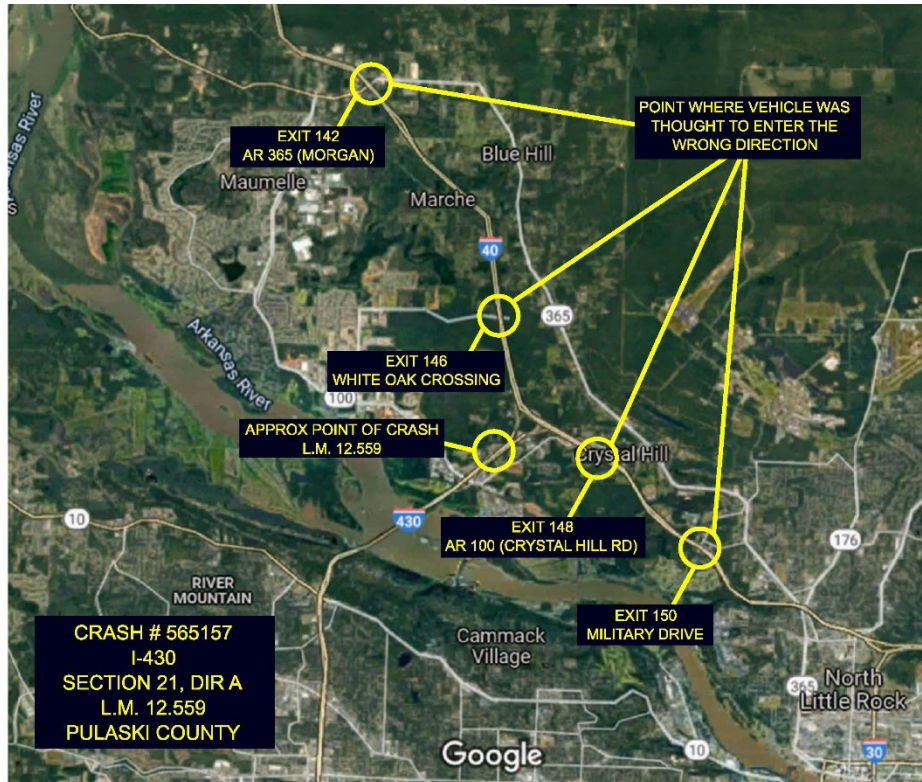 POINT WHERE VEHICLE WAS
THOUGHT TO ENTER THE
WRONG DIRECTION
EXIT 142
AR 365 (MORGAN)
Blue Hill
Maumelle
Marche
Arkansas River
s
40
365
EXIT 146
WHITE OAK CROSSING
Arkansas River
100
APPROX POINT OF CRASH
L.M. 12.559
Crystal Hill
10
430
EXIT 148
AR 100 (CRYSTAL HILL RD)
176
RIVER
MOUNTAIN
EXIT 150
MILITARY DRIVE
CRASH # 565157
I-430
SECTION 21, DIR A
L.M. 12.559
PULASKI COUNTY
Cammack
Village
365
North
Little Rock
Google
10
30